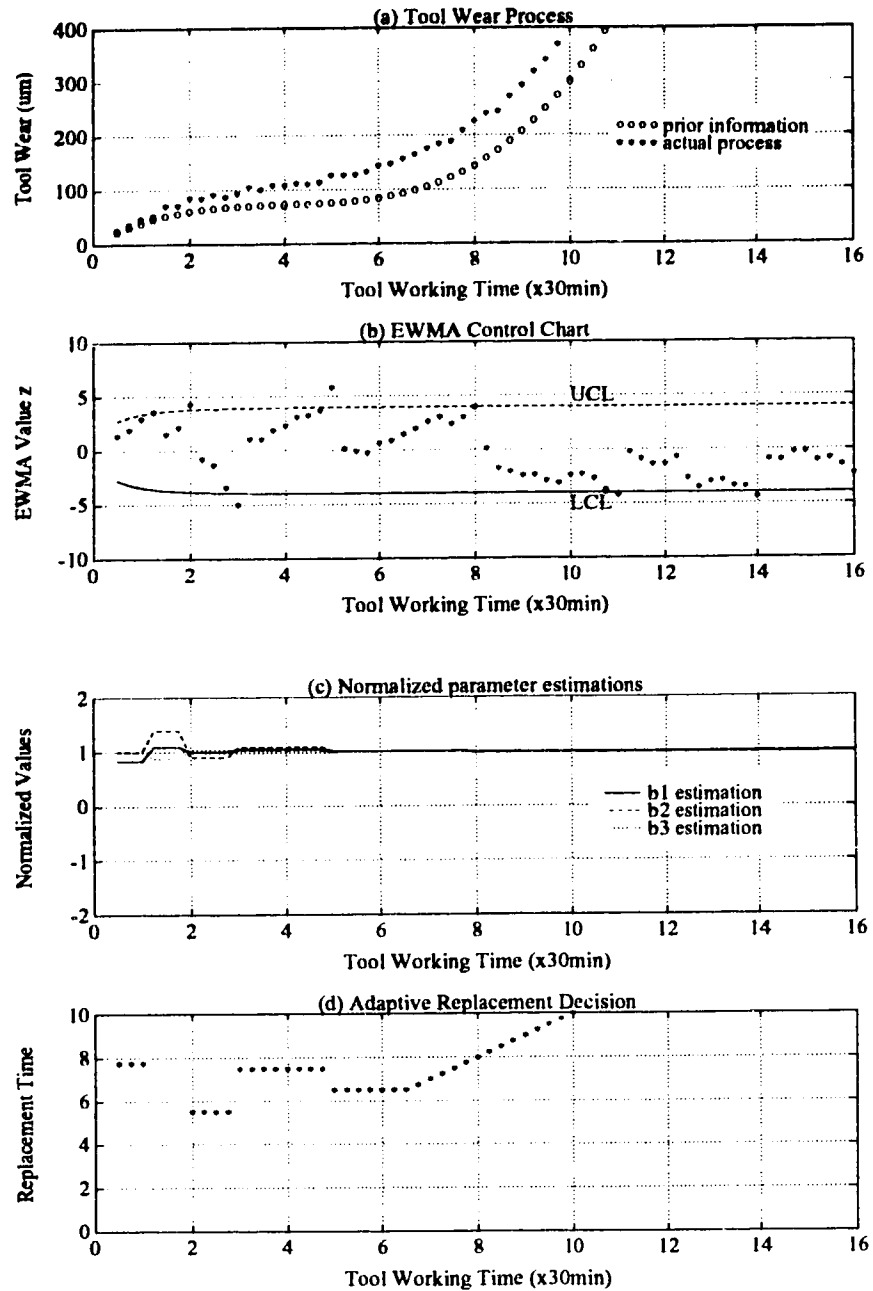 (a) Tool Wear Process
400
300
200
100
0
Tool Wear (um)
o o o o prior information
actual process
0 2 4 6 8 10 12 14 16
Tool Working Time (x30min)
(b) EWMA Control Chart
10
5
0
-5
-10
EWMA Value z
UCL
LCL
0 2 4 6 8 10 12 14 16
Tool Working Time (x30min)
(c) Normalized parameter estimations
2
1
0
-1
-2
Normalized Values
b1 estimation
b2 estimation
b3 estimation
0 2 4 6 8 10 12 14 16
Tool Working Time (x30min)
(d) Adaptive Replacement Decision
10
8
6
4
2
0
Replacement Time
0 2 4 6 8 10 12 14 16
Tool Working Time (x30min)